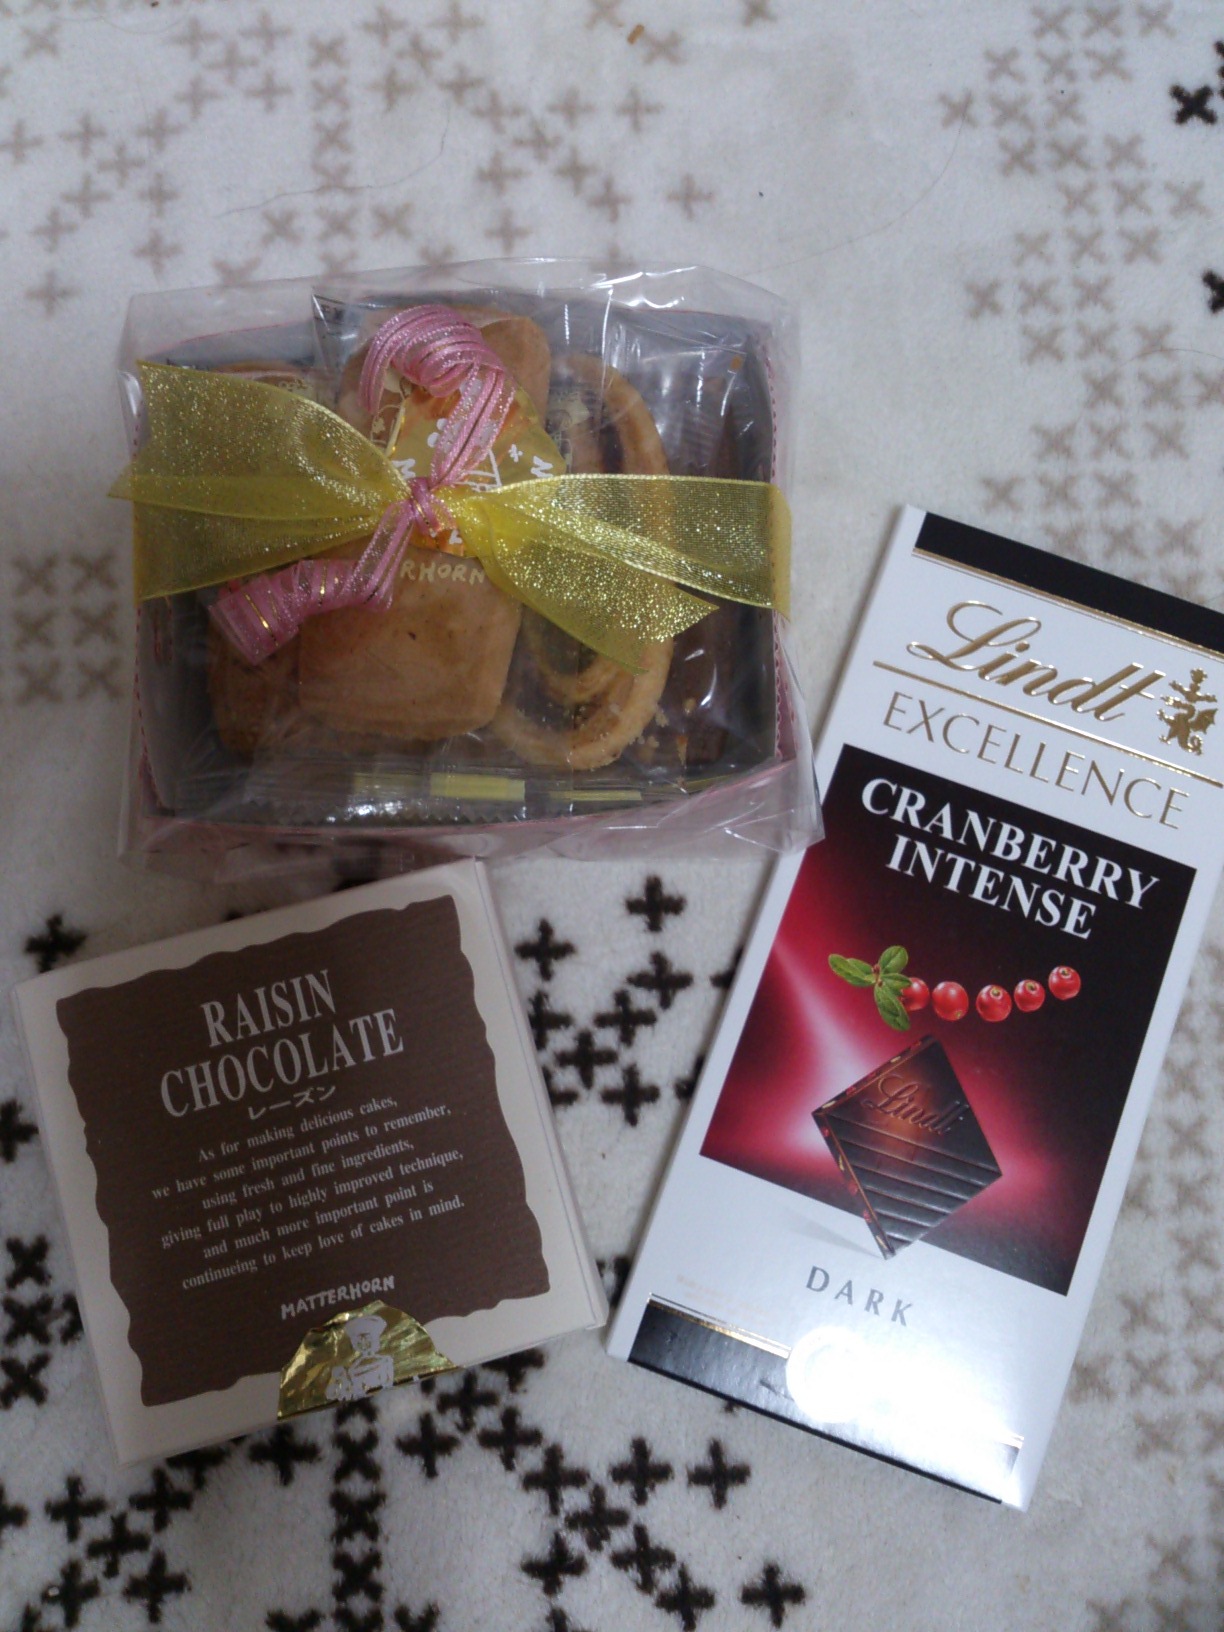 RHORN
Lindt
EXCELLENCE
CRANBERRY
INTENSE
Lindt
DARK
RAISIN
CHOCOLATE
レーズン
As for making delicious cakes,
we have some important points to remember,
using fresh and fine ingredients,
giving full play to highly improved technique,
and much more important point is
continueing to keep love of cakes in mind.
MATTERHORN